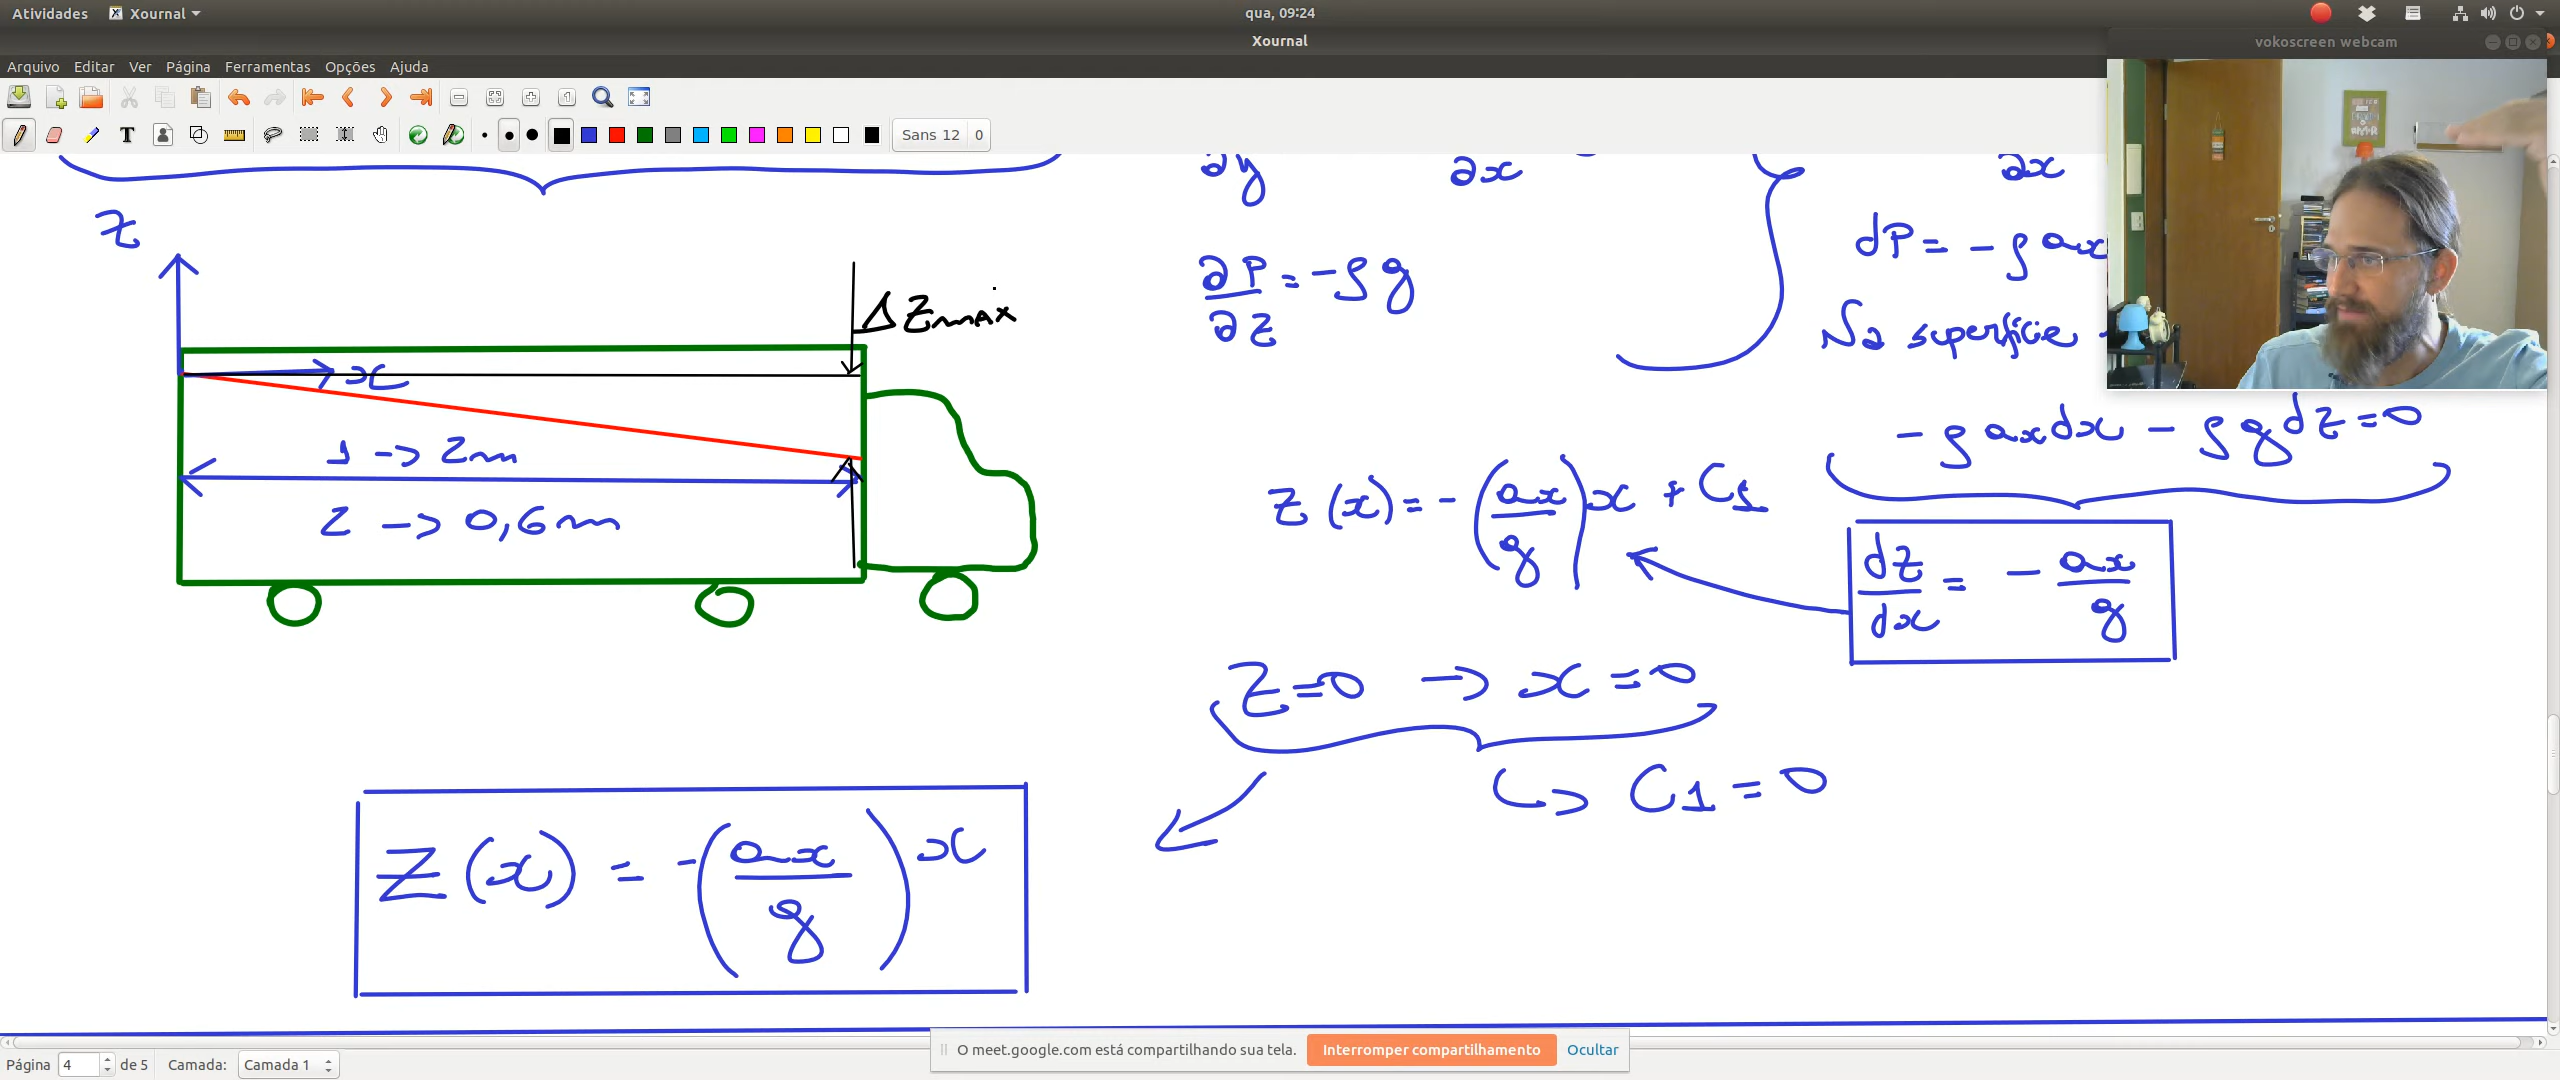 Atividades Xournal qua, 09:24
Xournal
vokoscreen webcam
Arquivo Editar Ver Página Ferramentas Opções Ajuda
Sans 12 0
∂y ∂x ∂x
z
∂P/∂z = -ρg
dP = -ρ ax
Na superfície
ΔZmax
x
1 -> 2m
2 -> 0,6m
-ρ ax dx - ρ g dz = 0
z(x) = -(ax/g)x + C1
dz/dx = -ax/g
z=0 -> x=0
↳ C1=0
z(x) = -(ax/g)x
O meet.google.com está compartilhando sua tela. Interromper compartilhamento Ocultar
Página 4 de 5 Camada: Camada 1